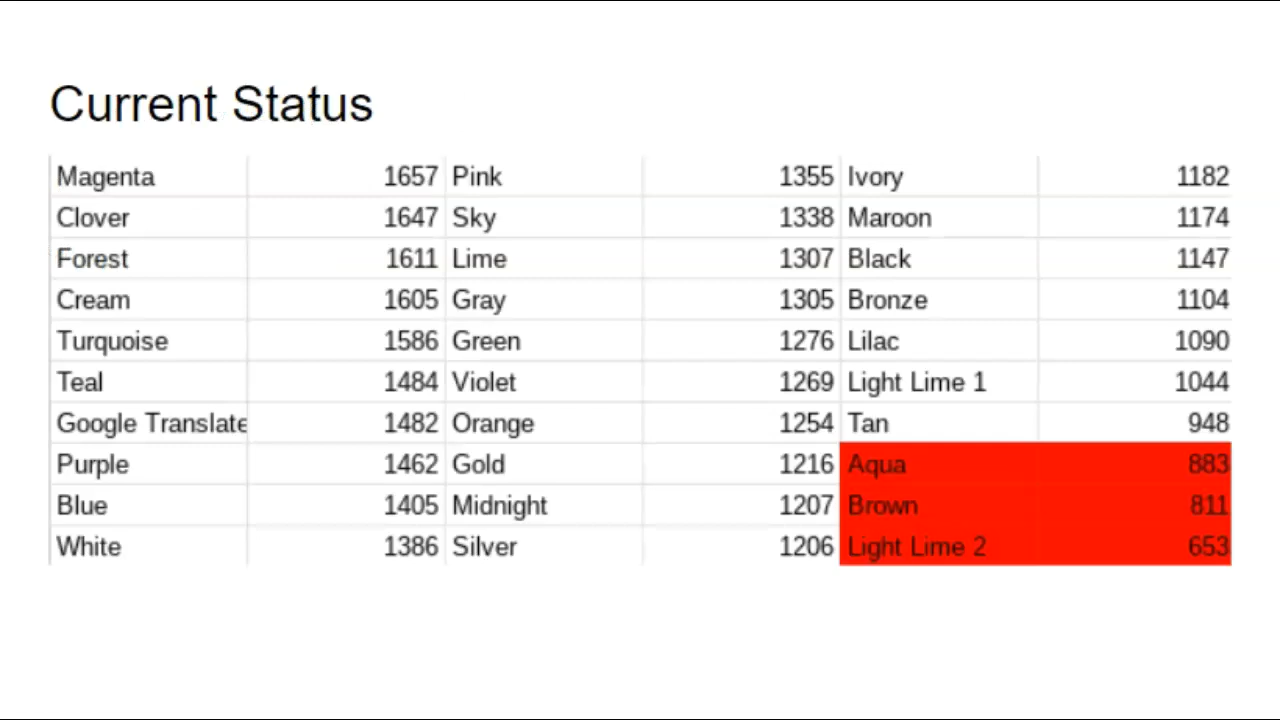 Current Status
Magenta 1657 Pink 1355 Ivory 1182
Clover 1647 Sky 1338 Maroon 1174
Forest 1611 Lime 1307 Black 1147
Cream 1605 Gray 1305 Bronze 1104
Turquoise 1586 Green 1276 Lilac 1090
Teal 1484 Violet 1269 Light Lime 1 1044
Google Translate 1482 Orange 1254 Tan 948
Purple 1462 Gold 1216 Aqua 883
Blue 1405 Midnight 1207 Brown 811
White 1386 Silver 1206 Light Lime 2 653